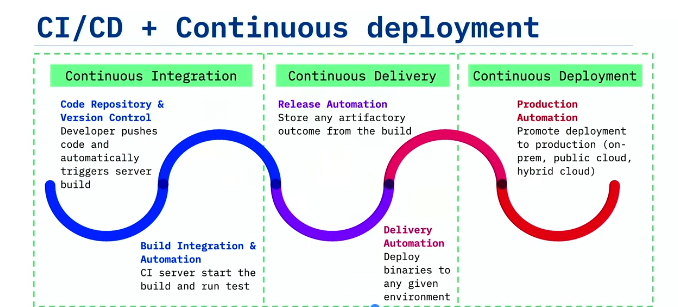 CI/CD + Continuous deployment
Continuous Integration
Continuous Delivery
Continuous Deployment
Code Repository &
Version Control
Developer pushes
code and
automatically
triggers server
build
Build Integration &
Automation
CI server start the
build and run test
Release Automation
Store any artifactory
outcome from the build
Delivery
Automation
Deploy
binaries to
any given
environment
Production
Automation
Promote deployment
to production (on-
prem, public cloud,
hybrid cloud)